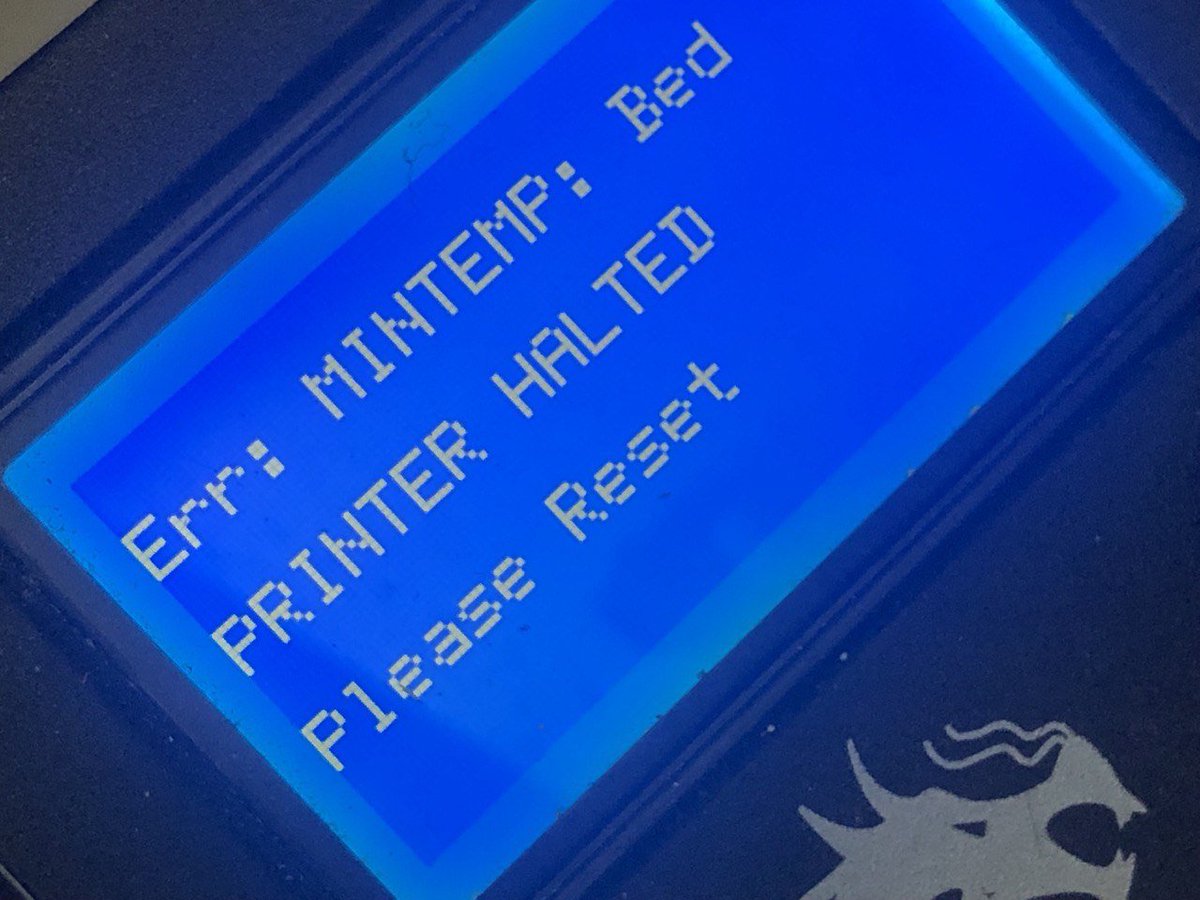 Err: MINTEMP: Bed
PRINTER HALTED
Please Reset